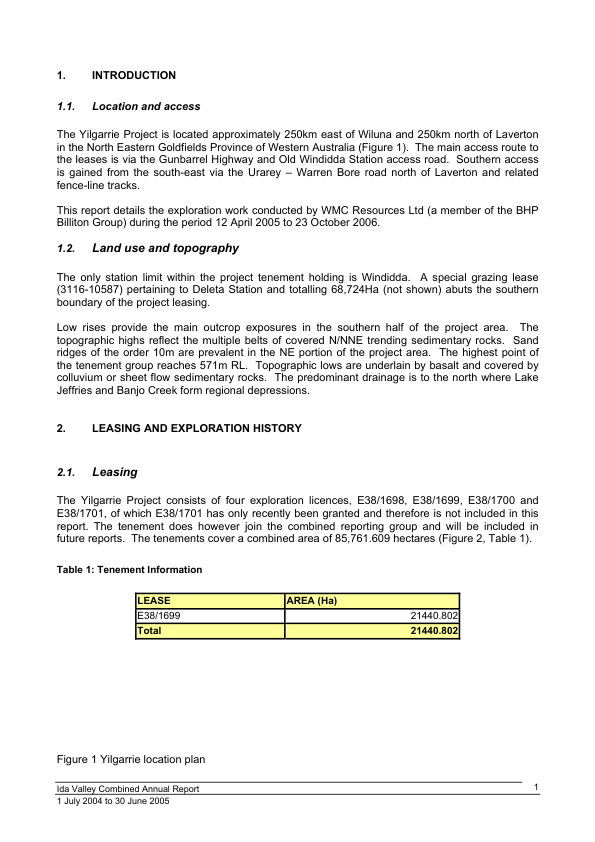 1. INTRODUCTION
1.1. Location and access
The Yilgarrie Project is located approximately 250km east of Wiluna and 250km north of Laverton
in the North Eastern Goldfields Province of Western Australia (Figure 1). The main access route to
the leases is via the Gunbarrel Highway and Old Windidda Station access road. Southern access
is gained from the south-east via the Urarey – Warren Bore road north of Laverton and related
fence-line tracks.
This report details the exploration work conducted by WMC Resources Ltd (a member of the BHP
Billiton Group) during the period 12 April 2005 to 23 October 2006.
1.2. Land use and topography
The only station limit within the project tenement holding is Windidda. A special grazing lease
(3116-10587) pertaining to Deleta Station and totalling 68,724Ha (not shown) abuts the southern
boundary of the project leasing.
Low rises provide the main outcrop exposures in the southern half of the project area. The
topographic highs reflect the multiple belts of covered N/NNE trending sedimentary rocks. Sand
ridges of the order 10m are prevalent in the NE portion of the project area. The highest point of
the tenement group reaches 571m RL. Topographic lows are underlain by basalt and covered by
colluvium or sheet flow sedimentary rocks. The predominant drainage is to the north where Lake
Jeffries and Banjo Creek form regional depressions.
2. LEASING AND EXPLORATION HISTORY
2.1. Leasing
The Yilgarrie Project consists of four exploration licences, E38/1698, E38/1699, E38/1700 and
E38/1701, of which E38/1701 has only recently been granted and therefore is not included in this
report. The tenement does however join the combined reporting group and will be included in
future reports. The tenements cover a combined area of 85,761.609 hectares (Figure 2, Table 1).
Table 1: Tenement Information
LEASE AREA (Ha)
E38/1699 21440.802
Total 21440.802
Figure 1 Yilgarrie location plan
Ida Valley Combined Annual Report 1
1 July 2004 to 30 June 2005